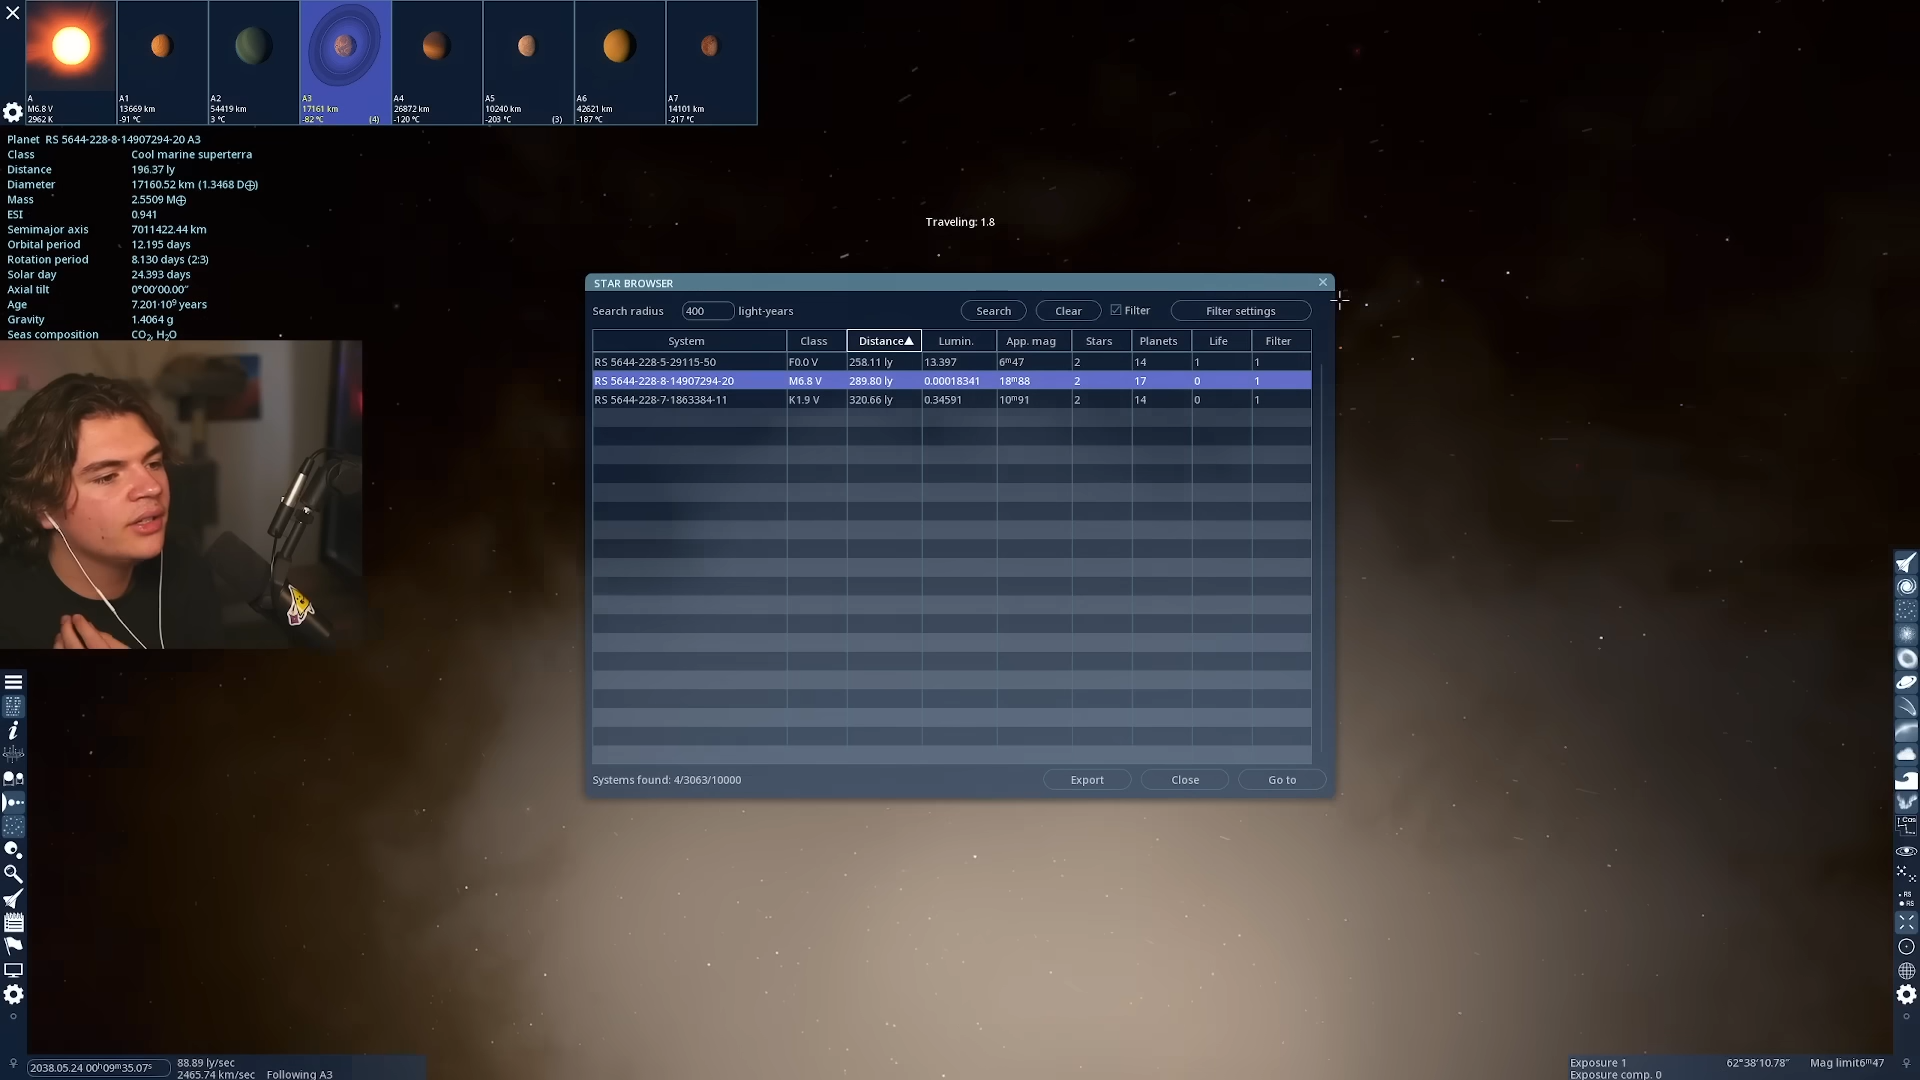 A
M6.8 V
2962 K
A1
13669 km
-91 °C
A2
54419 km
3 °C
A3
17161 km
-82 °C (4)
A4
26872 km
-120 °C
A5
10240 km
-203 °C (3)
A6
42621 km
-187 °C
A7
14101 km
-217 °C
Planet RS 5644-228-8-14907294-20 A3
Class Cool marine superterra
Distance 196.37 ly
Diameter 17160.52 km (1.3468 D⊕)
Mass 2.5509 M⊕
ESI 0.941
Semimajor axis 7011422.44 km
Orbital period 12.195 days
Rotation period 8.130 days (2:3)
Solar day 24.393 days
Axial tilt 0°00'00.00"
Age 7.201·10⁹ years
Gravity 1.4064 g
Seas composition CO₂, H₂O
Traveling: 1.8
STAR BROWSER
Search radius 400 light-years Search Clear Filter Filter settings
System Class Distance▲ Lumin. App. mag Stars Planets Life Filter
RS 5644-228-5-29115-50 F0.0 V 258.11 ly 13.397 6ᵐ47 2 14 1 1
RS 5644-228-8-14907294-20 M6.8 V 289.80 ly 0.00018341 18ᵐ88 2 17 0 1
RS 5644-228-7-1863384-11 K1.9 V 320.66 ly 0.34591 10ᵐ91 2 14 0 1
Systems found: 4/3063/10000 Export Close Go to
RS
RS
2038.05.24 00ʰ09ᵐ35.07ˢ
88.89 ly/sec
2465.74 km/sec Following A3
Exposure 1 62°38'10.78" Mag limit6ᵐ47
Exposure comp. 0